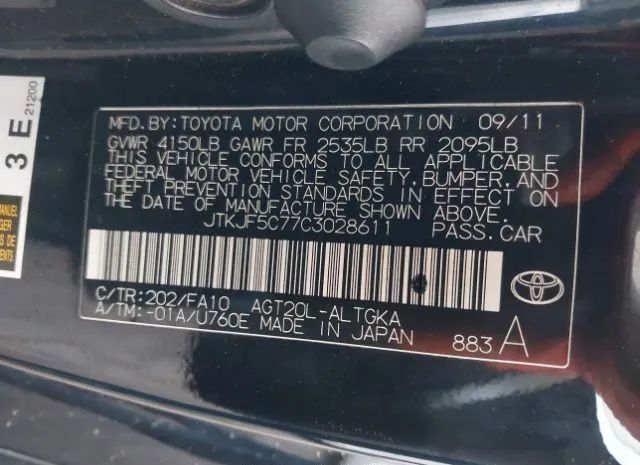 MFD. BY: TOYOTA MOTOR CORPORATION 09/11
GVWR 4150LB GAWR FR 2535LB RR 2095LB
THIS VEHICLE CONFORMS TO ALL APPLICABLE
FEDERAL MOTOR VEHICLE SAFETY, BUMPER, AND
THEFT PREVENTION STANDARDS IN EFFECT ON
THE DATE OF MANUFACTURE SHOWN ABOVE.
JTKJF5C77C3028611 PASS.CAR
C/TR:202/FA10 AGT20L-ALTGKA
A/TM:-01A/U760E MADE IN JAPAN
883A
3 E
21200
MANUEL